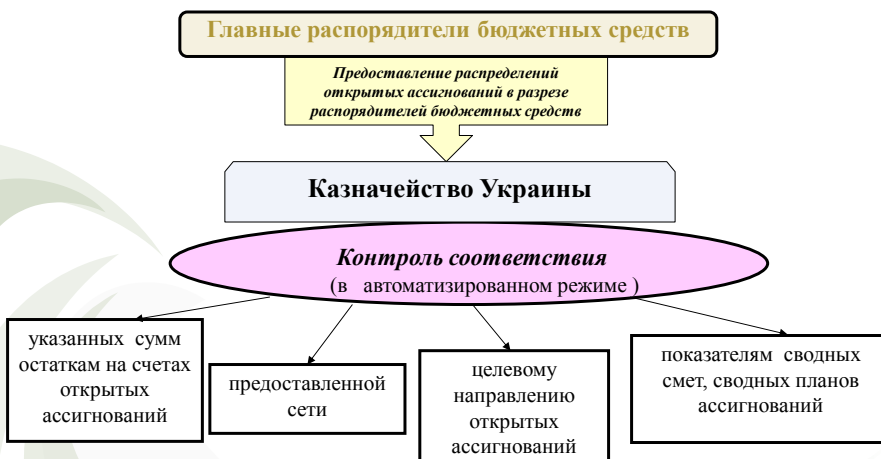 Главные распорядители бюджетных средств
Предоставление распределений
открытых ассигнований в разрезе
распорядителей бюджетных средств
Казначейство Украины
Контроль соответствия
(в автоматизированном режиме )
указанных сумм
остаткам на счетах
открытых
ассигнований
предоставленной
сети
целевому
направлению
открытых
ассигнований
показателям сводных
смет, сводных планов
ассигнований